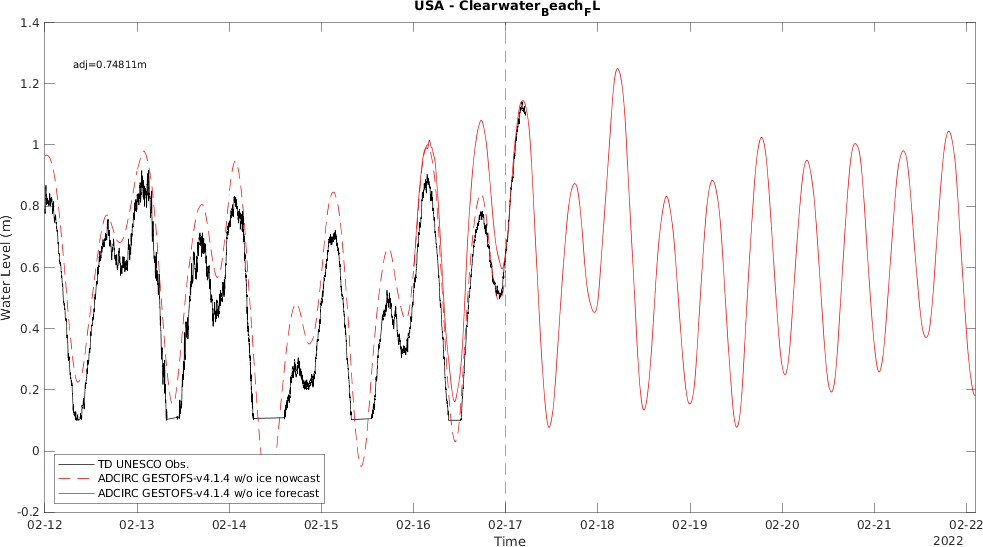 USA - ClearwaterBeachFL
1.4
1.2
1
0.8
0.6
0.4
0.2
0
-0.2
Water Level (m)
adj=0.74811m
TD UNESCO Obs.
ADCIRC GESTOFS-v4.1.4 w/o ice nowcast
ADCIRC GESTOFS-v4.1.4 w/o ice forecast
02-12 02-13 02-14 02-15 02-16 02-17 02-18 02-19 02-20 02-21 02-22
Time
2022